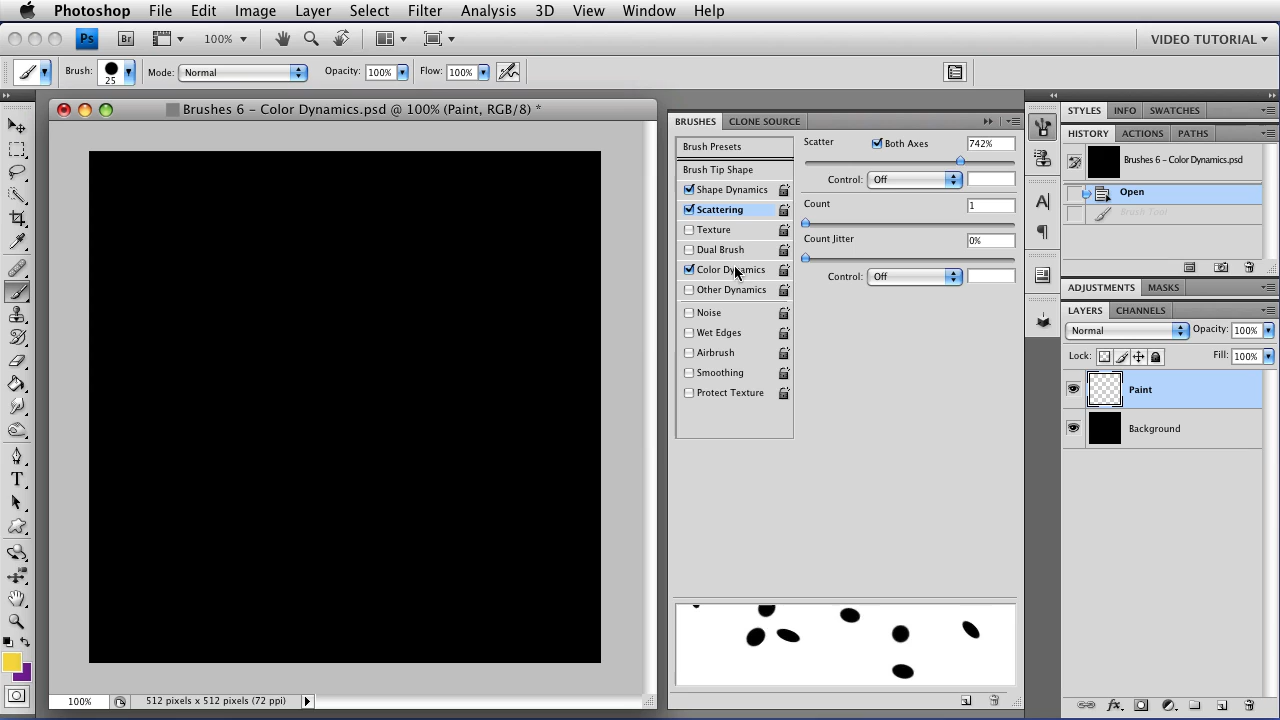 Photoshop File Edit Image Layer Select Filter Analysis 3D View Window Help
Ps Br 100% VIDEO TUTORIAL
Brush: 25 Mode: Normal Opacity: 100% Flow: 100%
Brushes 6 – Color Dynamics.psd @ 100% (Paint, RGB/8) *
100% 512 pixels x 512 pixels (72 ppi)
BRUSHES CLONE SOURCE
Brush Presets
Brush Tip Shape
Shape Dynamics
Scattering
Texture
Dual Brush
Color Dynamics
Other Dynamics
Noise
Wet Edges
Airbrush
Smoothing
Protect Texture
Scatter Both Axes 742%
Control: Off
Count 1
Count Jitter 0%
Control: Off
STYLES INFO SWATCHES
HISTORY ACTIONS PATHS
Brushes 6 – Color Dynamics.psd
Open
Brush Tool
ADJUSTMENTS MASKS
LAYERS CHANNELS
Normal Opacity: 100%
Lock: Fill: 100%
Paint
Background